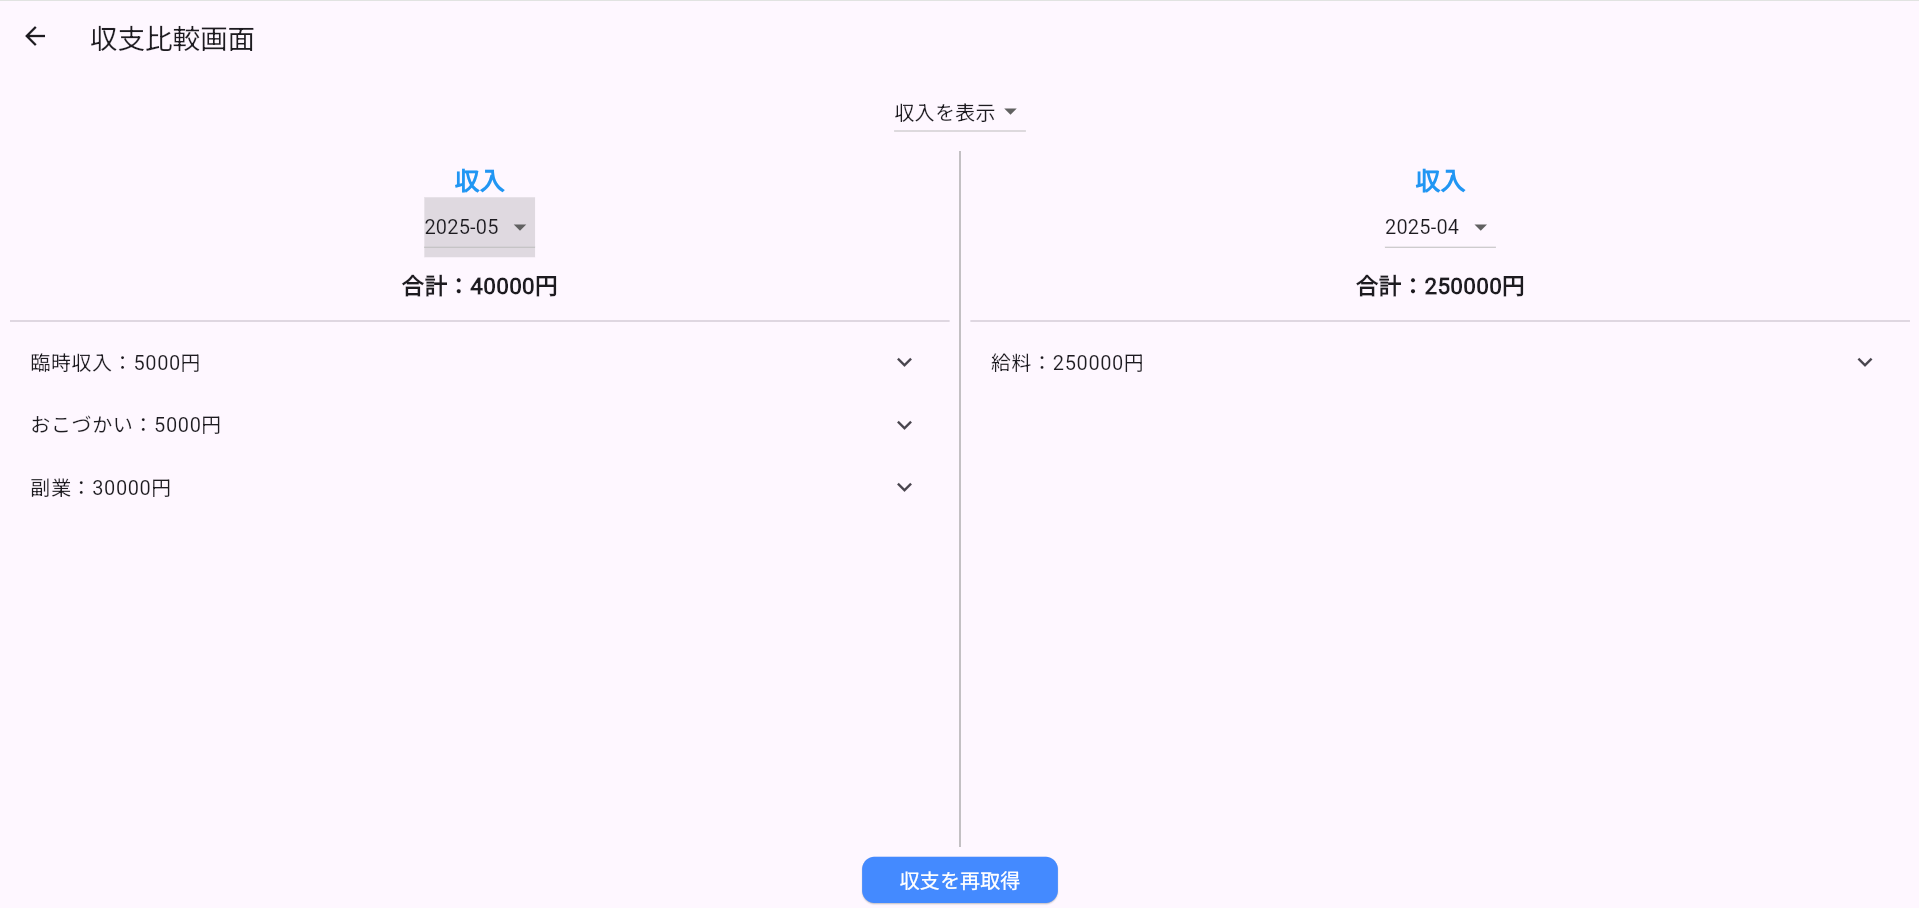 収支比較画面
収入を表示
収入
2025-05
合計：40000円
臨時収入：5000円
おこづかい：5000円
副業：30000円
収入
2025-04
合計：250000円
給料：250000円
収支を再取得